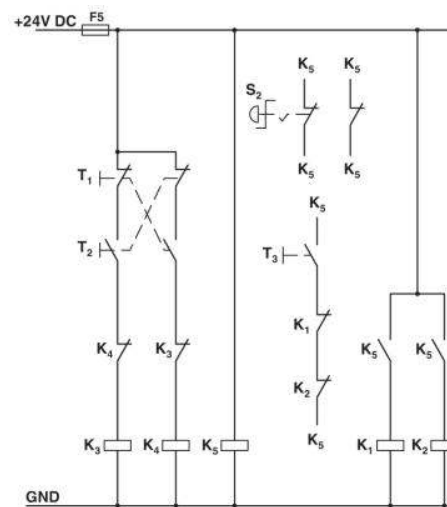 +24V DC F5
K5 K5
S2
K5 K5
T1
K5
T2 T3
K1
K4 K3 K5 K5
K2
K3 K4 K5 K5 K1 K2
GND